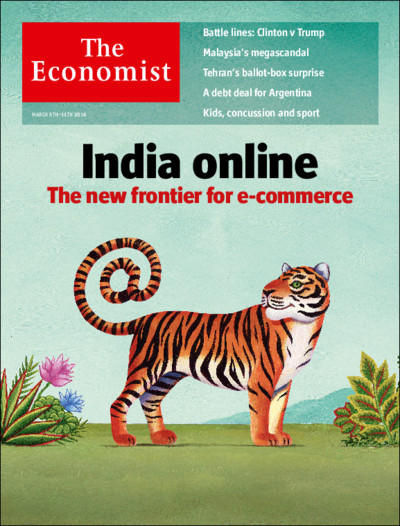 The
Economist
MARCH 5TH–11TH 2016
Battle lines: Clinton v Trump
Malaysia's megascandal
Tehran's ballot-box surprise
A debt deal for Argentina
Kids, concussion and sport
India online
The new frontier for e-commerce